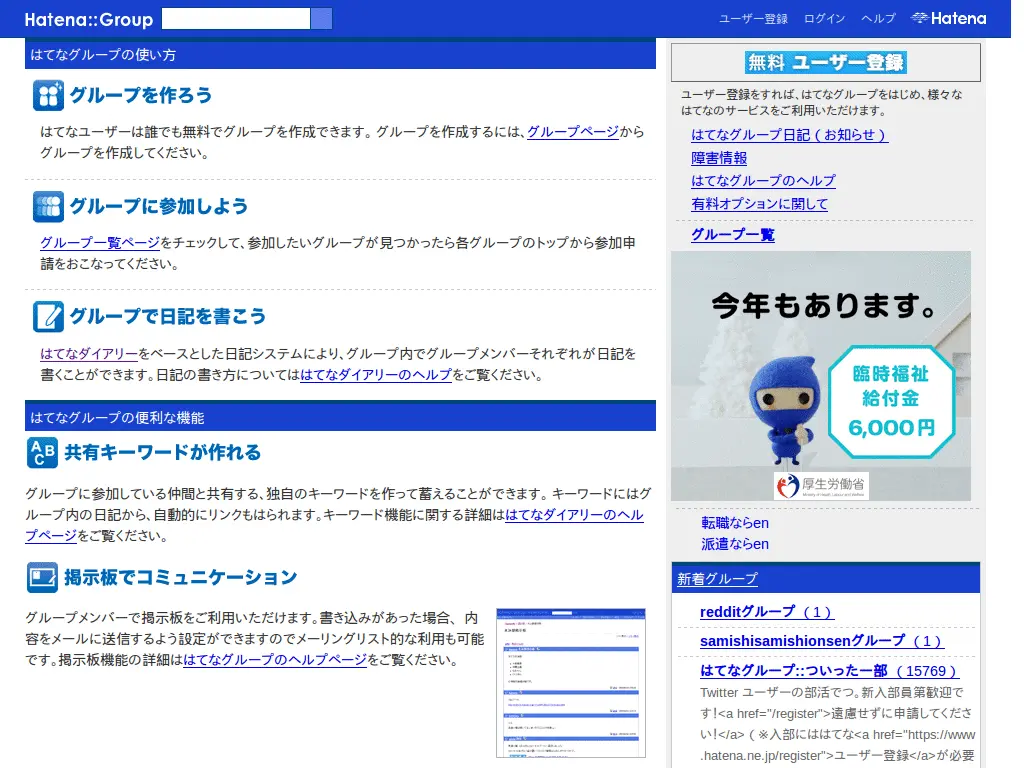 Hatena::Group
ユーザー登録 ログイン ヘルプ Hatena
はてなグループの使い方
グループを作ろう
はてなユーザーは誰でも無料でグループを作成できます。グループを作成するには、グループページから
グループを作成してください。
グループに参加しよう
グループ一覧ページをチェックして、参加したいグループが見つかったら各グループのトップから参加申
請をおこなってください。
グループで日記を書こう
はてなダイアリーをベースとした日記システムにより、グループ内でグループメンバーそれぞれが日記を
書くことができます。日記の書き方についてははてなダイアリーのヘルプをご覧ください。
はてなグループの便利な機能
ABC 共有キーワードが作れる
グループに参加している仲間と共有する、独自のキーワードを作って蓄えることができます。キーワードにはグ
ループ内の日記から、自動的にリンクもはられます。キーワード機能に関する詳細ははてなダイアリーのヘル
プページをご覧ください。
掲示板でコミュニケーション
グループメンバーで掲示板をご利用いただけます。書き込みがあった場合、内
容をメールに送信するよう設定ができますのでメーリングリスト的な利用も可能
です。掲示板機能の詳細ははてなグループのヘルプページをご覧ください。
無料 ユーザー登録
ユーザー登録をすれば、はてなグループをはじめ、様々な
はてなのサービスをご利用いただけます。
はてなグループ日記(お知らせ)
障害情報
はてなグループのヘルプ
有料オプションに関して
グループ一覧
今年もあります。
臨時福祉
給付金
6,000円
厚生労働省
Ministry of Health, Labour and Welfare
転職ならen
派遣ならen
新着グループ
redditグループ (1)
samishisamishionsenグループ (1)
はてなグループ::ついったー部 (15769)
Twitter ユーザーの部活でつ。新入部員第歓迎で
す!<a href="/register">遠慮せずに申請してくださ
い!</a>(※入部にははてな<a href="https://www
.hatena.ne.jp/register">ユーザー登録</a>が必要